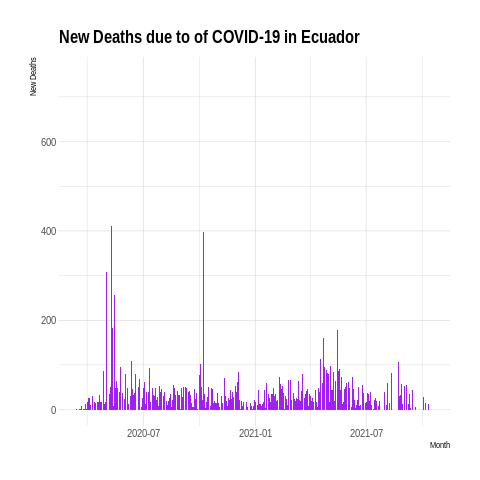 New Deaths due to of COVID-19 in Ecuador
New Deaths
600
400
200
0
2020-07
2021-01
2021-07
Month